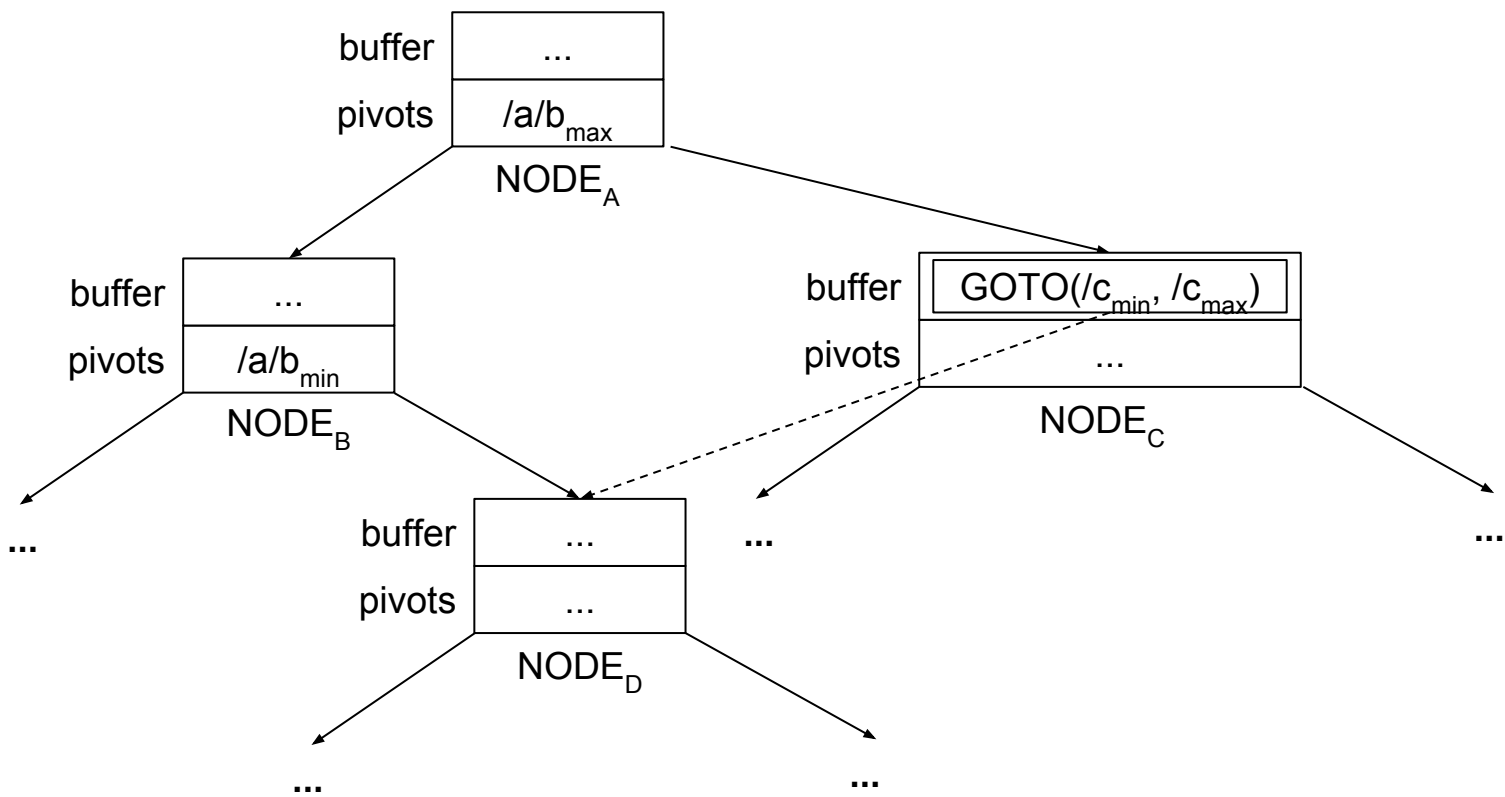 buffer ...
pivots /a/b_max
NODE_A
buffer ...
pivots /a/b_min
NODE_B
buffer GOTO(/c_min, /c_max)
pivots ...
NODE_C
...
buffer ...
pivots ...
NODE_D
...
...
...
...